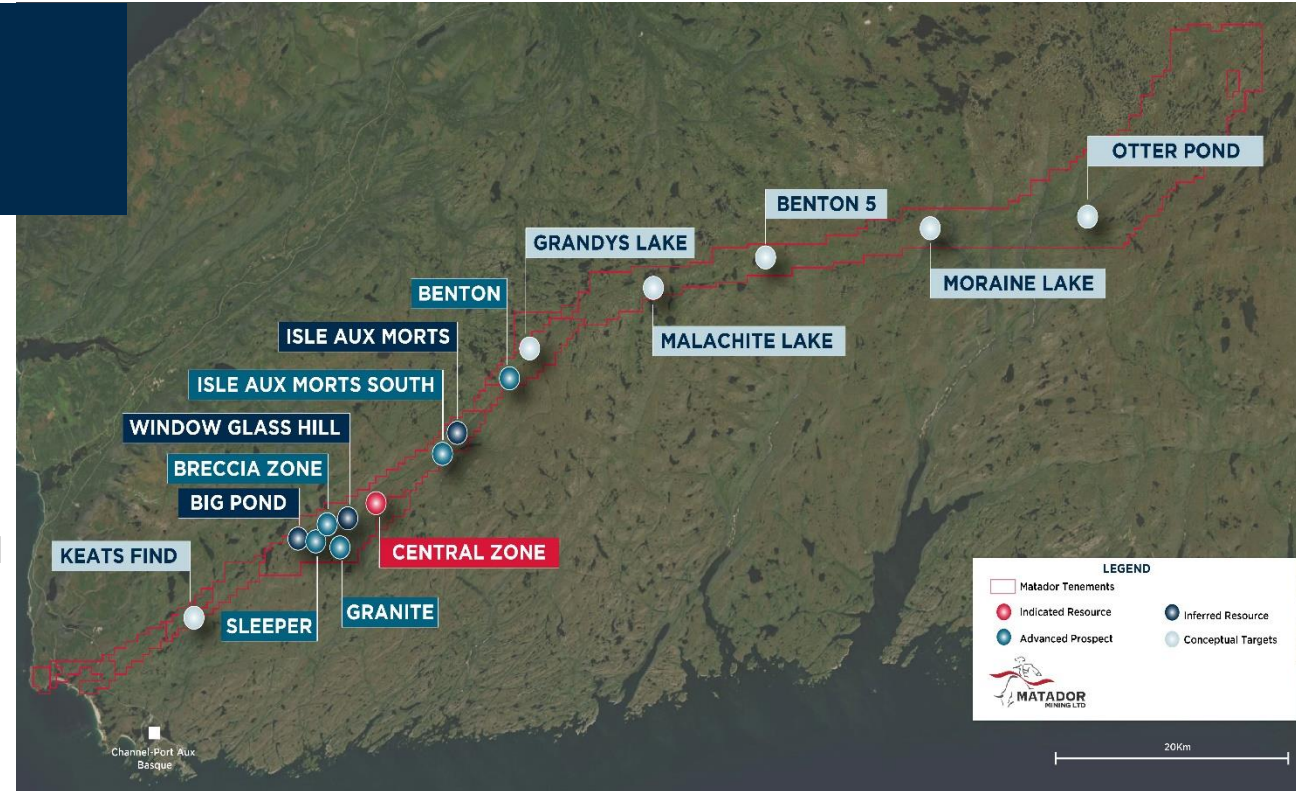 OTTER POND
BENTON 5
GRANDYS LAKE
MORAINE LAKE
BENTON
MALACHITE LAKE
ISLE AUX MORTS
ISLE AUX MORTS SOUTH
WINDOW GLASS HILL
BRECCIA ZONE
BIG POND
KEATS FIND
CENTRAL ZONE
GRANITE
SLEEPER
LEGEND
Matador Tenements
Indicated Resource
Inferred Resource
Advanced Prospect
Conceptual Targets
MATADOR
MINING LTD
Channel-Port Aux
Basque
20Km